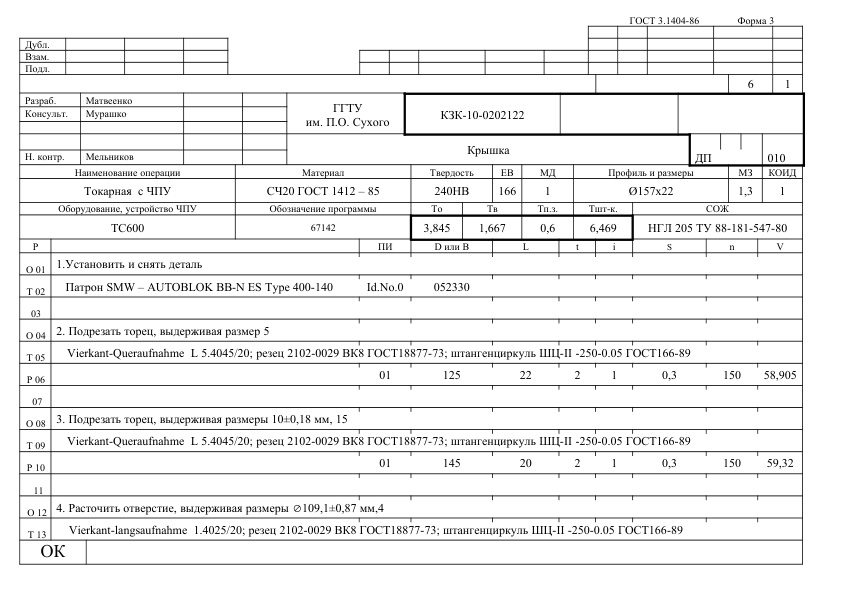 ГОСТ 3.1404-86 Форма 3
Дубл.
Взам.
Подл.
6 1
Разраб. Матвеенко
Консульт. Мурашко
ГГТУ
им. П.О. Сухого
КЗК-10-0202122
Крышка
ДП 010
Н. контр. Мельников
Наименование операции Материал Твердость ЕВ МД Профиль и размеры МЗ КОИД
Токарная с ЧПУ СЧ20 ГОСТ 1412 – 85 240НВ 166 1 Ø157х22 1,3 1
Оборудование, устройство ЧПУ Обозначение программы То Тв Тп.з. Тшт-к. СОЖ
ТС600 67142 3,845 1,667 0,6 6,469 НГЛ 205 ТУ 88-181-547-80
Р ПИ D или B L t i S n V
О 01 1.Установить и снять деталь
Т 02 Патрон SMW – AUTOBLOK BB-N ES Type 400-140 Id.No.0 052330
03
О 04 2. Подрезать торец, выдерживая размер 5
Т 05 Vierkant-Queraufnahme L 5.4045/20; резец 2102-0029 ВК8 ГОСТ18877-73; штангенциркуль ШЦ-II -250-0.05 ГОСТ166-89
Р 06 01 125 22 2 1 0,3 150 58,905
07
О 08 3. Подрезать торец, выдерживая размеры 10±0,18 мм, 15
Т 09 Vierkant-Queraufnahme L 5.4045/20; резец 2102-0029 ВК8 ГОСТ18877-73; штангенциркуль ШЦ-II -250-0.05 ГОСТ166-89
Р 10 01 145 20 2 1 0,3 150 59,32
11
О 12 4. Расточить отверстие, выдерживая размеры ∅109,1±0,87 мм,4
Т 13 Vierkant-langsaufnahme 1.4025/20; резец 2102-0029 ВК8 ГОСТ18877-73; штангенциркуль ШЦ-II -250-0.05 ГОСТ166-89
ОК